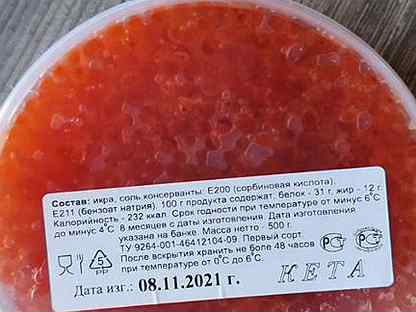 Состав: икра, соль, консерванты: Е200 (сорбиновая кислота),
Е211 (бензоат натрия). 100 г продукта содержат: белок - 31 г, жир - 12 г.
Калорийность - 232 ккал. Срок годности при температуре от минус 6°С
до минус 4°С 8 месяцев с даты изготовления. Дата изготовления
указана на банке. Масса нетто - 500 г.
ТУ 9264-001-46412104-09. Первый сорт.
После вскрытия хранить не более 48 часов
при температуре от 0°С до 6°С.
5
PP
РСТ
КЕТА
Дата изг.: 08.11.2021 г.